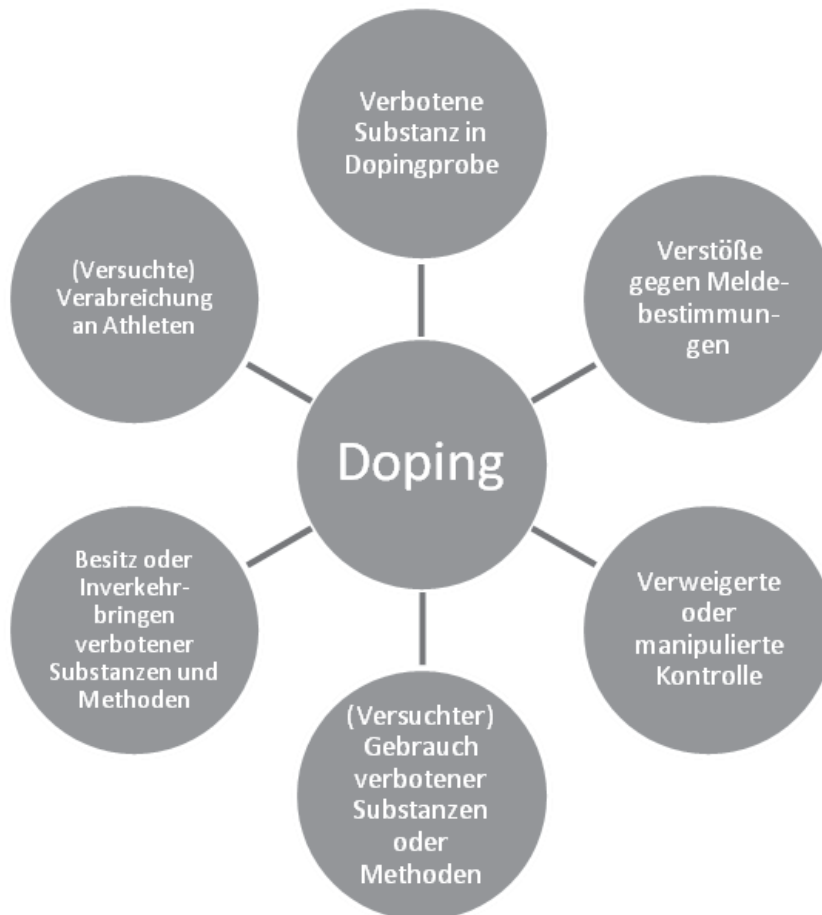 Verbotene
Substanz in
Dopingprobe
Verstöße
gegen Melde-
bestimmun-
gen
Verweigerte
oder
manipulierte
Kontrolle
(Versuchter)
Gebrauch
verbotener
Substanzen
oder
Methoden
Besitz oder
Inverkehr-
bringen
verbotener
Substanzen und
Methoden
(Versuchte)
Verabreichung
an Athleten
Doping